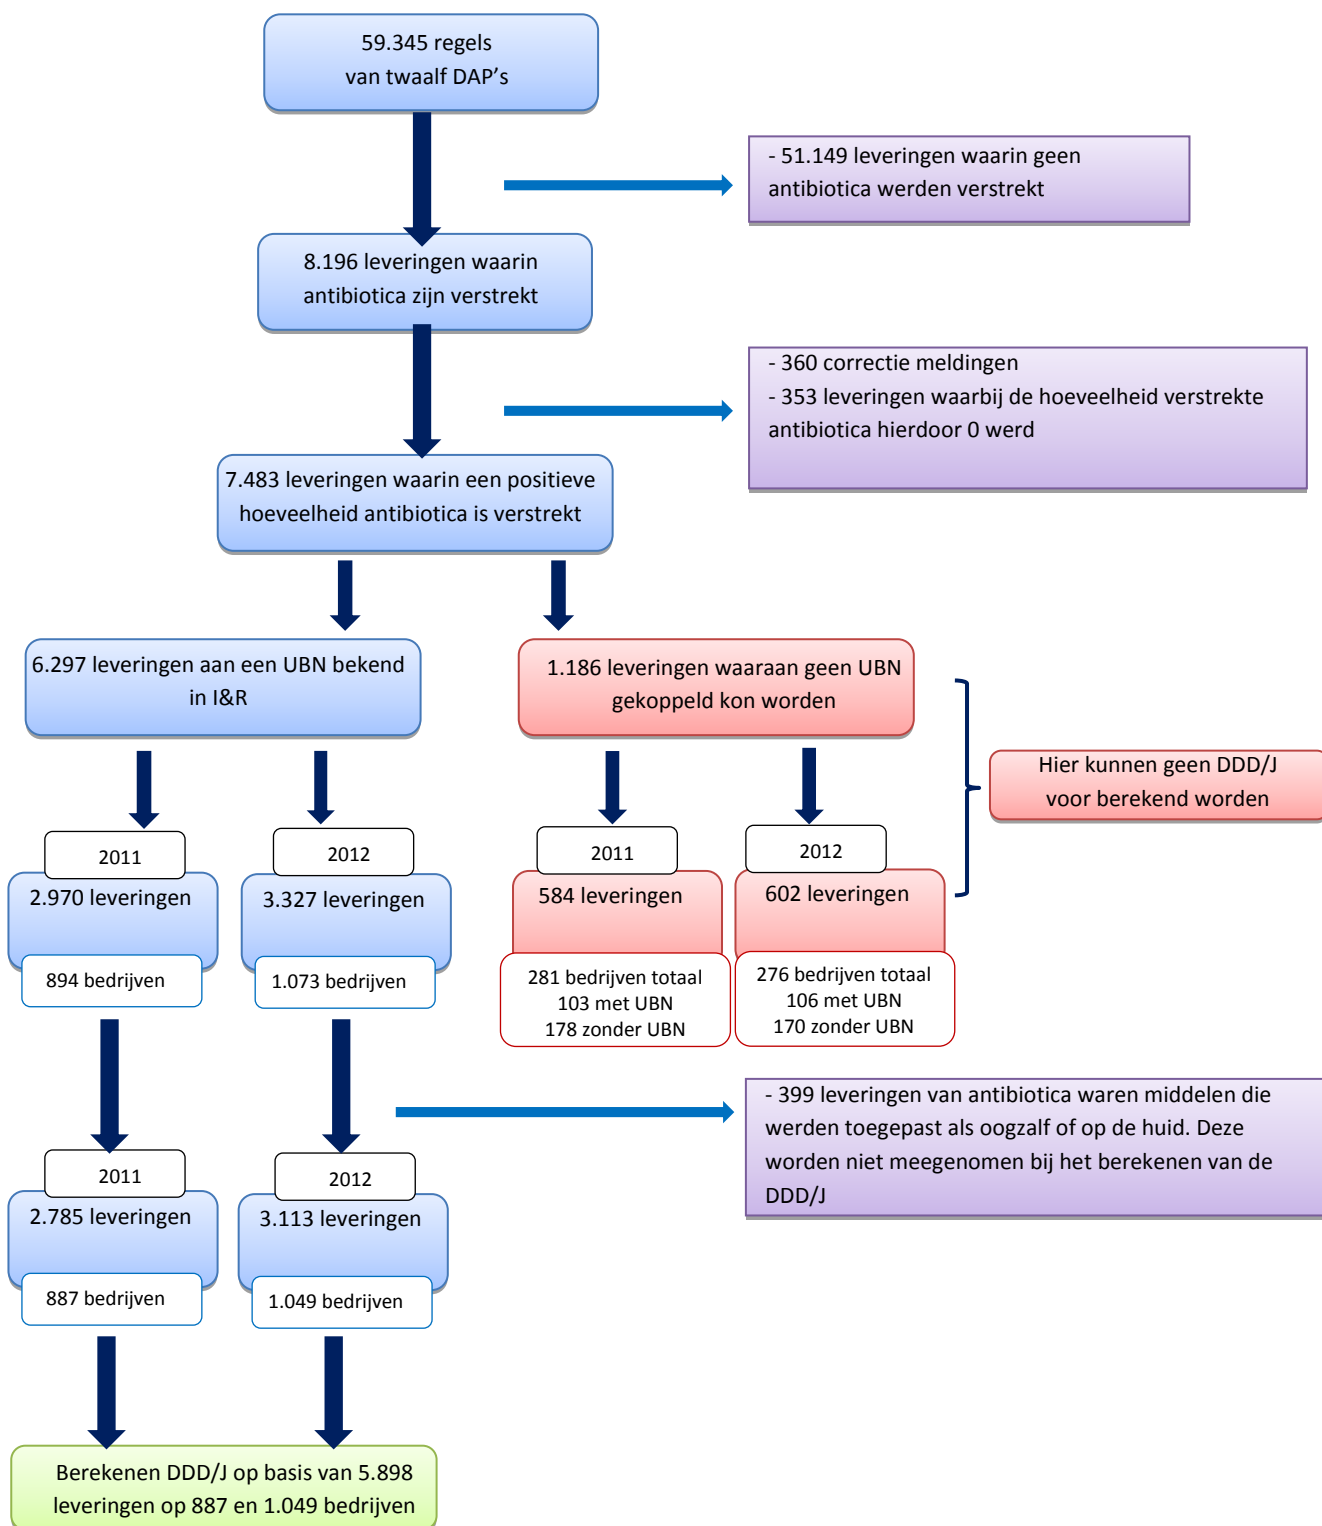 59.345 regels
van twaalf DAP's
- 51.149 leveringen waarin geen
antibotica werden verstrekt
8.196 leveringen waarin
antibiotica zijn verstrekt
- 360 correctie meldingen
- 353 leveringen waarbij de hoeveelheid verstrekte
antibiotica hierdoor 0 werd
7.483 leveringen waarin een positieve
hoeveelheid antibiotica is verstrekt
6.297 leveringen aan een UBN bekend
in I&R
1.186 leveringen waaraan geen UBN
gekoppeld kon worden
Hier kunnen geen DDD/J
voor berekend worden
2011
2.970 leveringen
894 bedrijven
2012
3.327 leveringen
1.073 bedrijven
2011
584 leveringen
281 bedrijven totaal
103 met UBN
178 zonder UBN
2012
602 leveringen
276 bedrijven totaal
106 met UBN
170 zonder UBN
- 399 leveringen van antibiotica waren middelen die
werden toegepast als oogzalf of op de huid. Deze
worden niet meegenomen bij het berekenen van de
DDD/J
2011
2.785 leveringen
887 bedrijven
2012
3.113 leveringen
1.049 bedrijven
Berekenen DDD/J op basis van 5.898
leveringen op 887 en 1.049 bedrijven